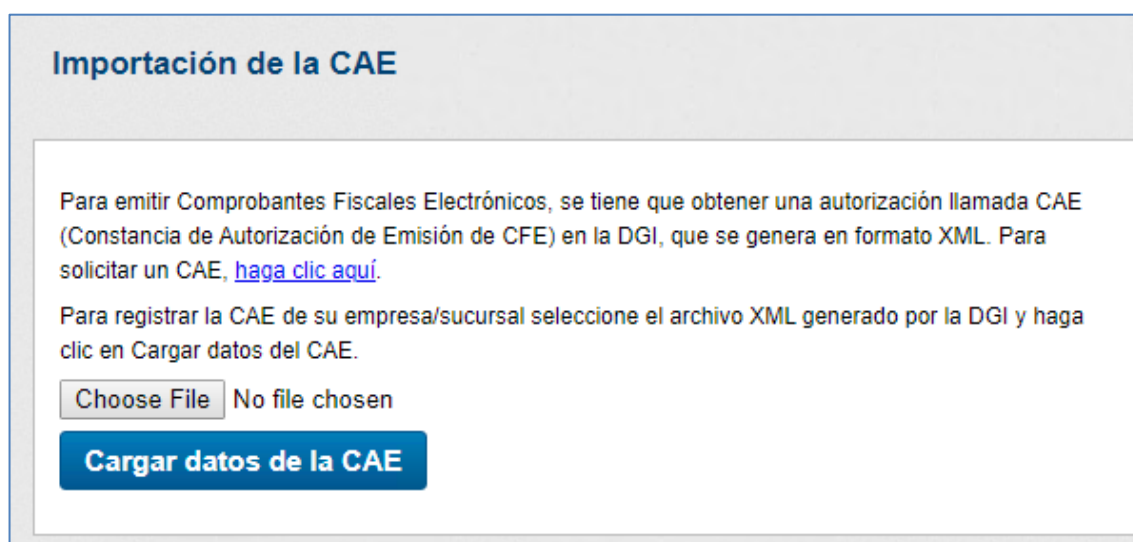 Importación de la CAE
Para emitir Comprobantes Fiscales Electrónicos, se tiene que obtener una autorización llamada CAE
(Constancia de Autorización de Emisión de CFE) en la DGI, que se genera en formato XML. Para
solicitar un CAE, haga clic aquí.
Para registrar la CAE de su empresa/sucursal seleccione el archivo XML generado por la DGI y haga
clic en Cargar datos del CAE.
Choose File No file chosen
Cargar datos de la CAE